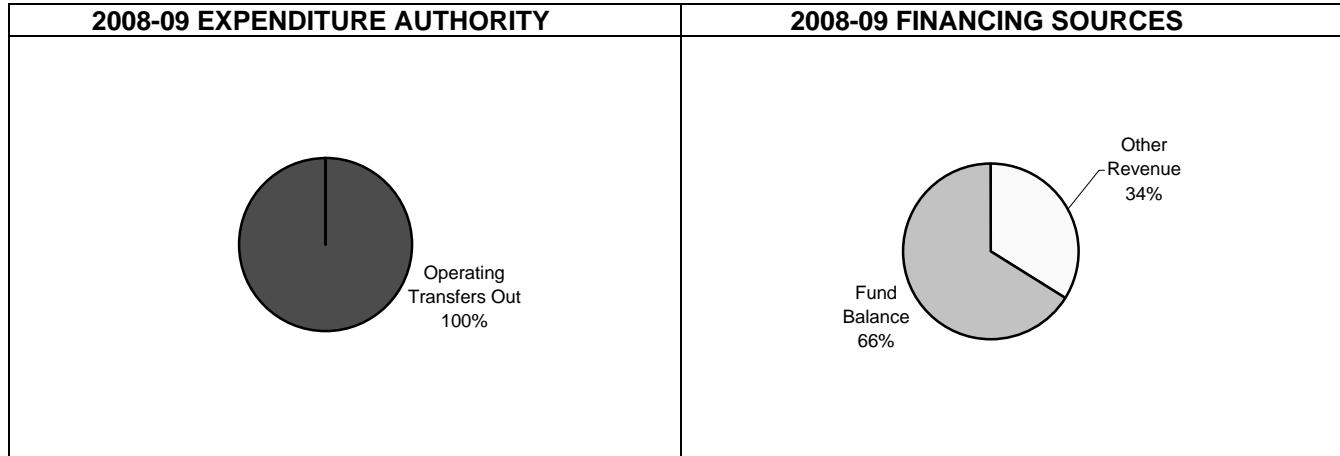 2008-09 EXPENDITURE AUTHORITY
2008-09 FINANCING SOURCES
Operating
Transfers Out
100%
Other
Revenue
34%
Fund
Balance
66%